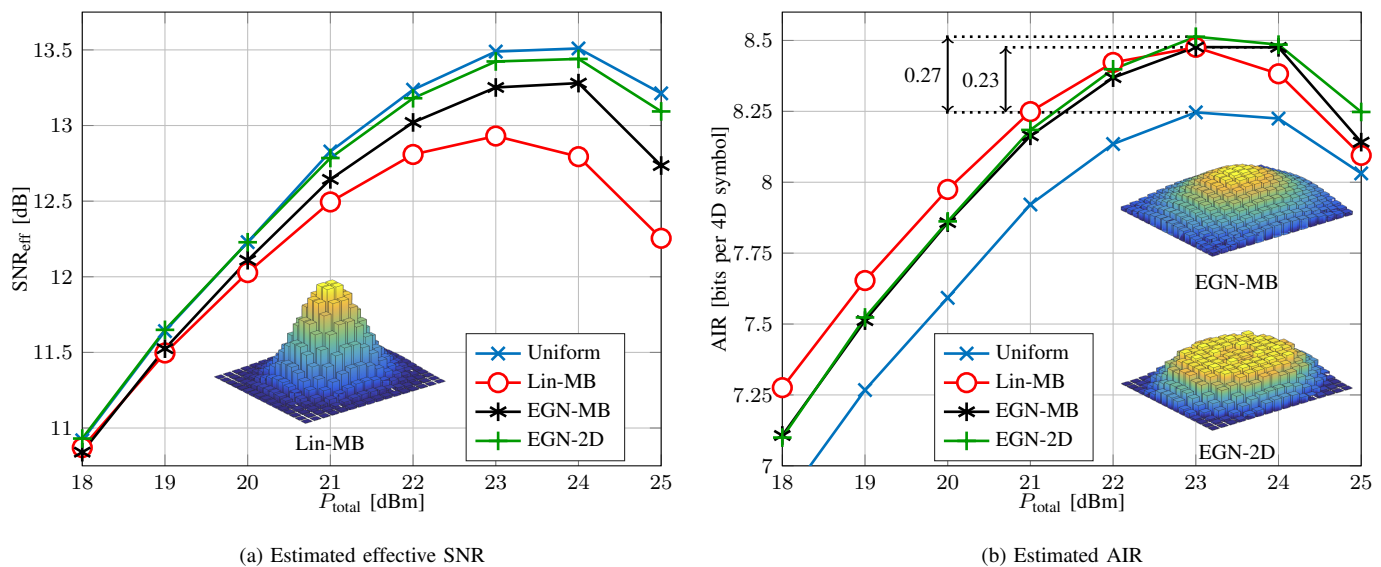 13.5
13
12.5
12
11.5
11
SNR_eff [dB]
18 19 20 21 22 23 24 25
P_total [dBm]
Lin-MB
Uniform
Lin-MB
EGN-MB
EGN-2D
(a) Estimated effective SNR
8.5
8.25
8
7.75
7.5
7.25
7
AIR [bits per 4D symbol]
0.27
0.23
EGN-MB
EGN-2D
Uniform
Lin-MB
EGN-MB
EGN-2D
18 19 20 21 22 23 24 25
P_total [dBm]
(b) Estimated AIR